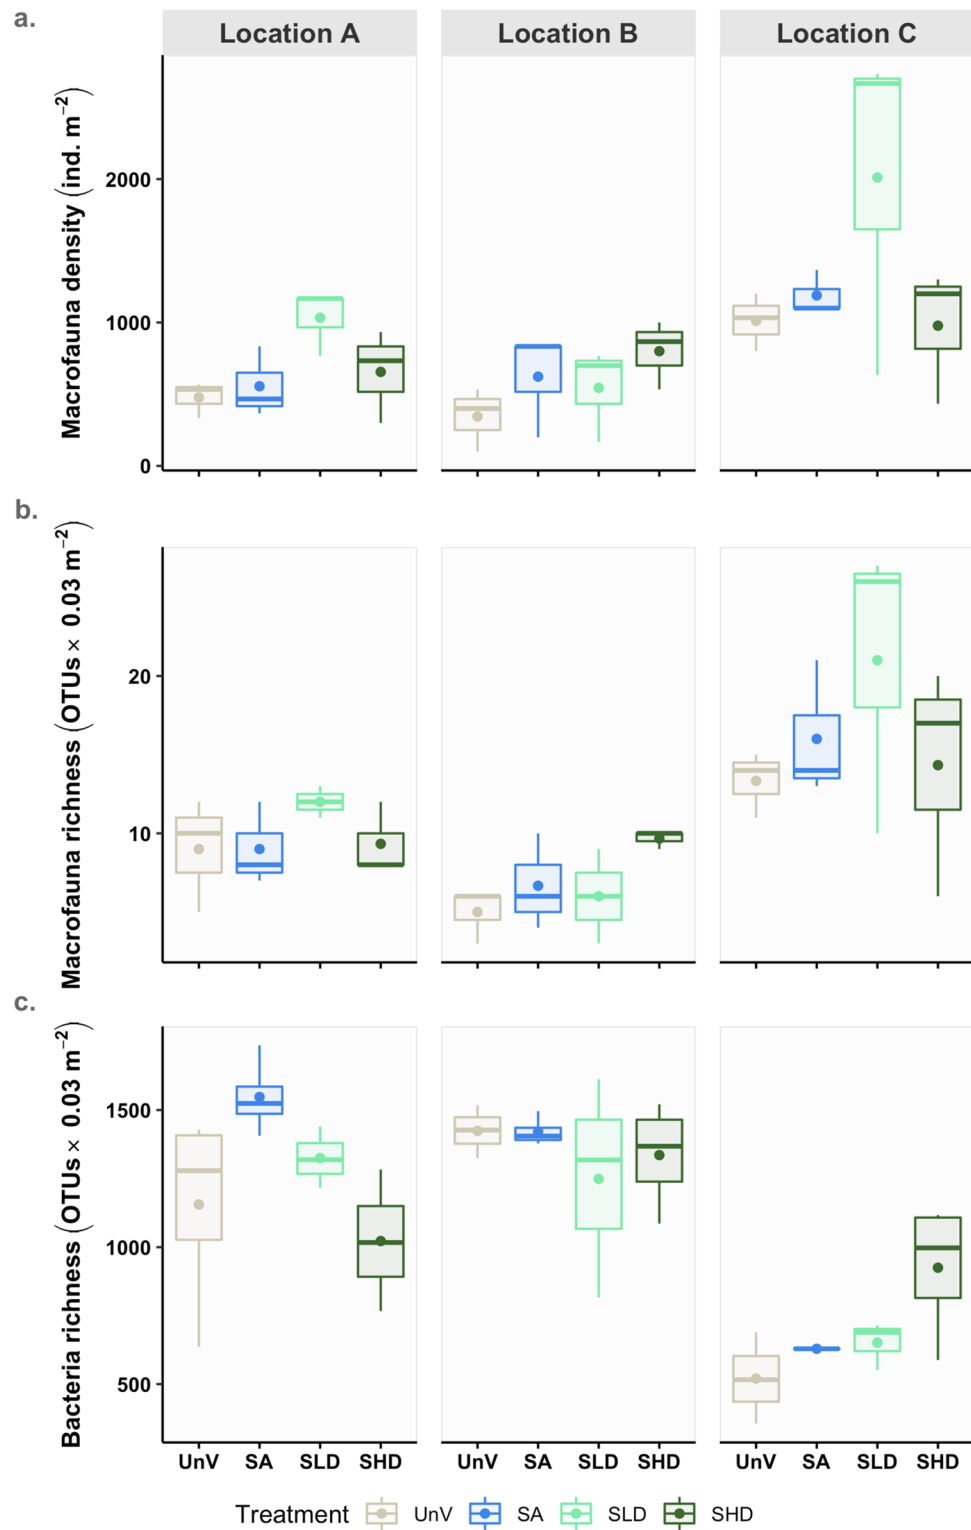 a.
Location A Location B Location C
Macrofauna density (ind. m⁻²)
2000
1000
0
b.
Macrofauna richness (OTUs × 0.03 m⁻²)
20
10
c.
Bacteria richness (OTUs × 0.03 m⁻²)
1500
1000
500
UnV SA SLD SHD UnV SA SLD SHD UnV SA SLD SHD
Treatment UnV SA SLD SHD